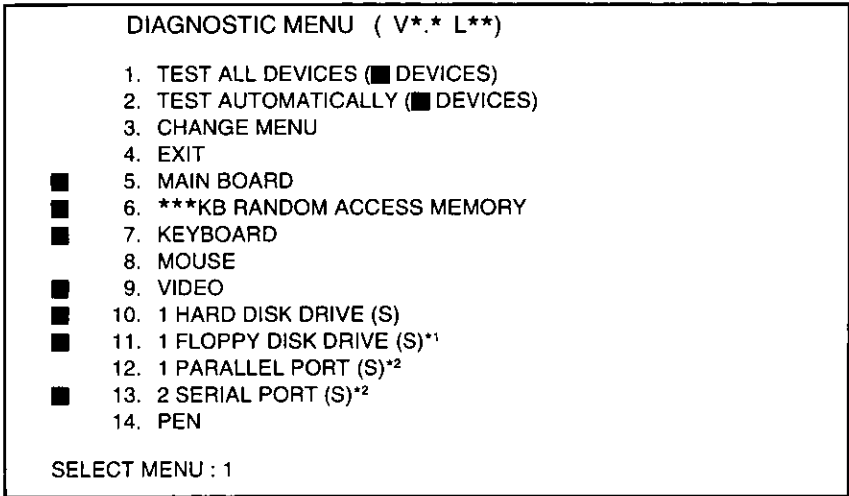 DIAGNOSTIC MENU ( V*.* L**)
1. TEST ALL DEVICES (■ DEVICES)
2. TEST AUTOMATICALLY (■ DEVICES)
3. CHANGE MENU
4. EXIT
■ 5. MAIN BOARD
■ 6. ***KB RANDOM ACCESS MEMORY
■ 7. KEYBOARD
8. MOUSE
■ 9. VIDEO
■ 10. 1 HARD DISK DRIVE (S)
■ 11. 1 FLOPPY DISK DRIVE (S)*1
12. 1 PARALLEL PORT (S)*2
■ 13. 2 SERIAL PORT (S)*2
14. PEN
SELECT MENU : 1